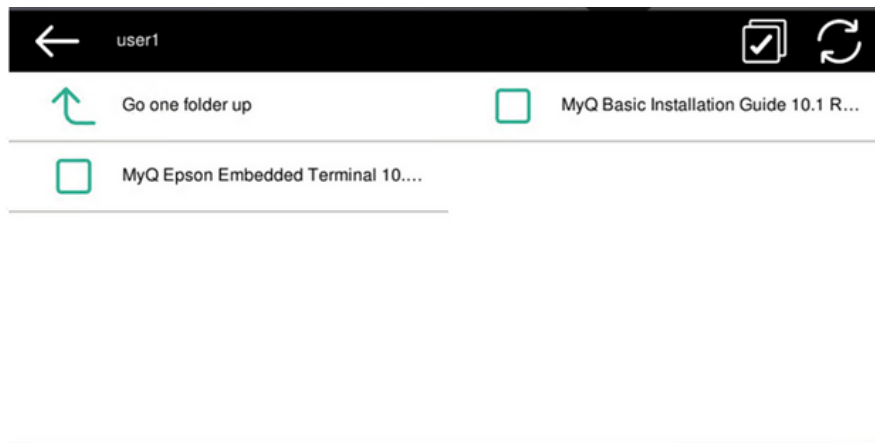 user1
Go one folder up
MyQ Basic Installation Guide 10.1 R...
MyQ Epson Embedded Terminal 10....